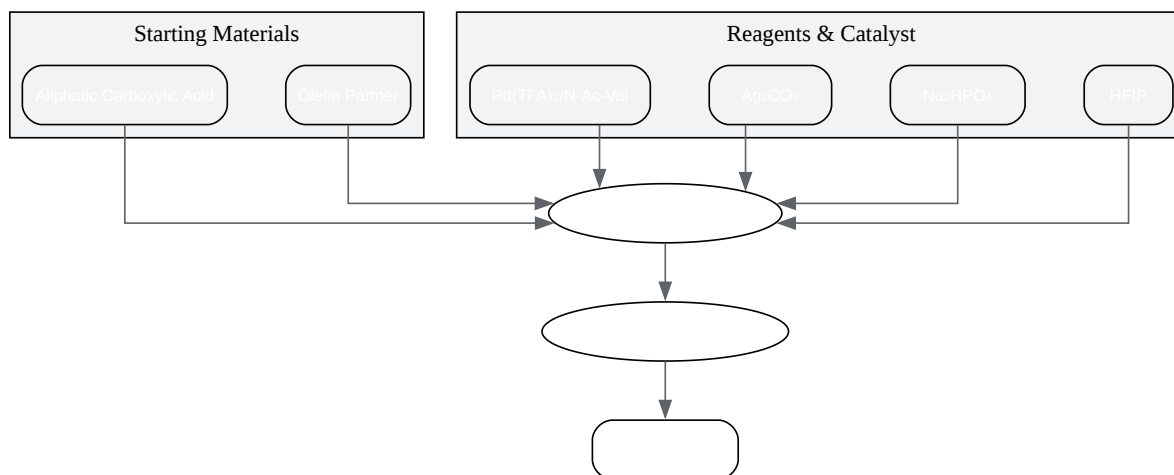 Starting Materials
Reagents & Catalyst
Aliphatic Carboxylic Acid
Olefin Partner
Pd(TFA)₂/N-Ac-Val
Ag₂CO₃
Na₂HPO₄
HFIP